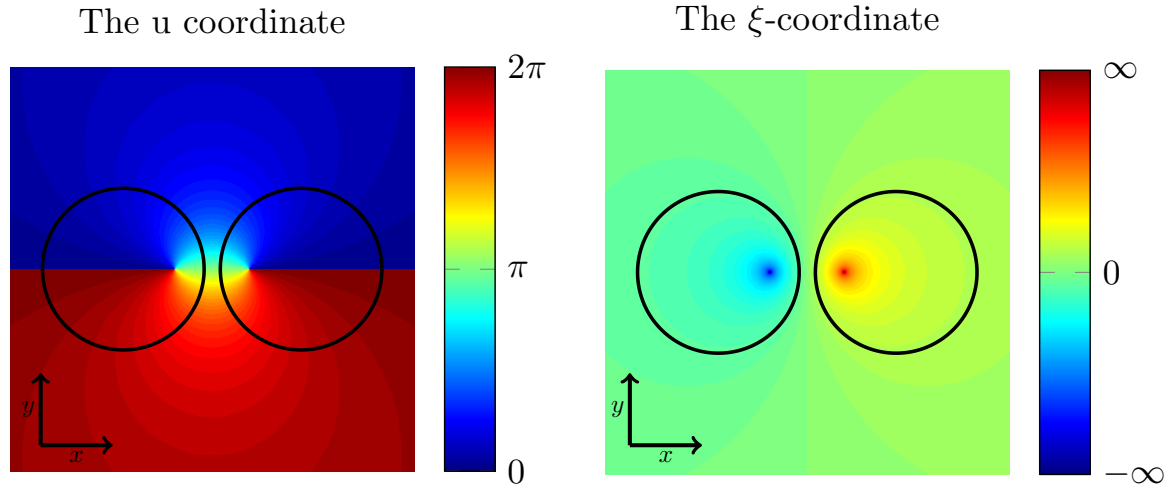 The u coordinate
The ξ-coordinate
2π
π
0
y
x
∞
0
−∞
y
x